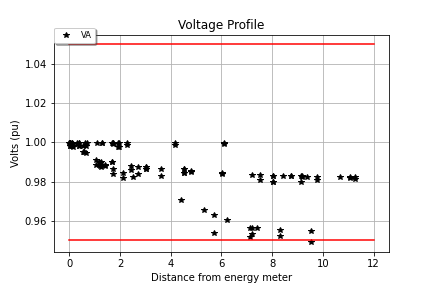 Voltage Profile
VA
1.04
1.02
1.00
0.98
0.96
Volts (pu)
0 2 4 6 8 10 12
Distance from energy meter